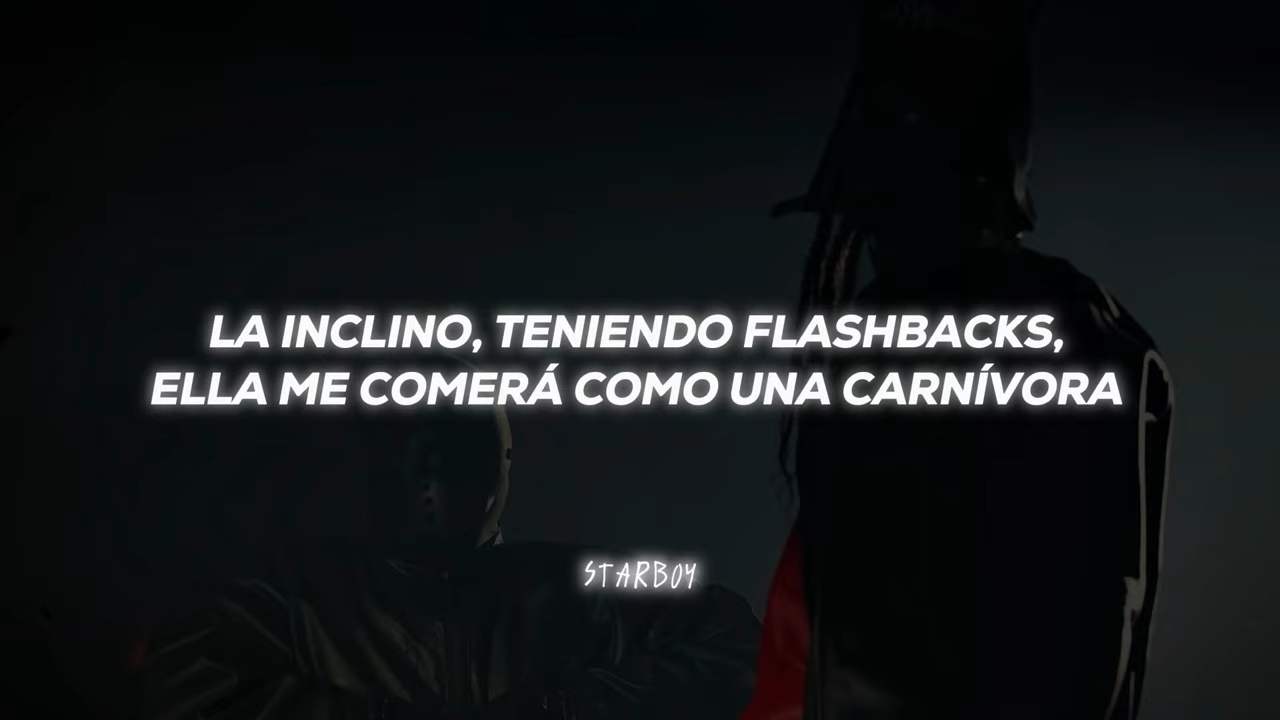 LA INCLINO, TENIENDO FLASHBACKS,
ELLA ME COMERÁ COMO UNA CARNÍVORA
STARBOY